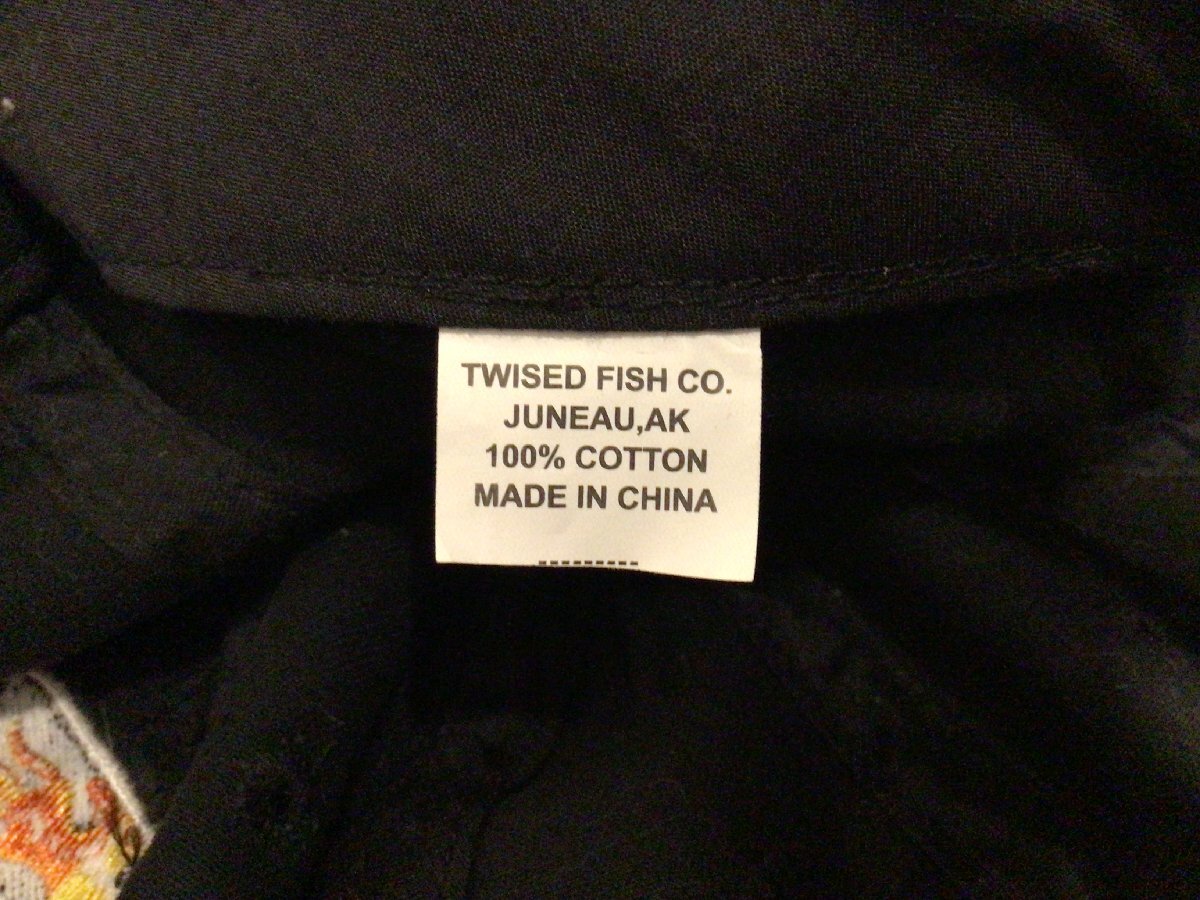 TWISED FISH CO.
JUNEAU,AK
100% COTTON
MADE IN CHINA